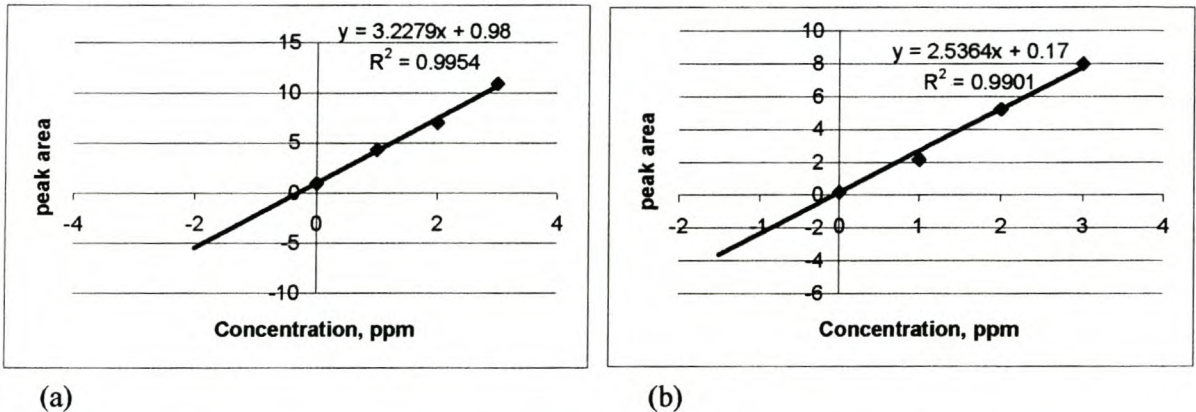 y = 3.2279x + 0.98
R² = 0.9954
15
10
5
0
-5
-10
-4 -2 0 2 4
peak area
Concentration, ppm
(a)
y = 2.5364x + 0.17
R² = 0.9901
10
8
6
4
2
0
-2
-4
-6
-2 -1 0 1 2 3 4
peak area
Concentration, ppm
(b)